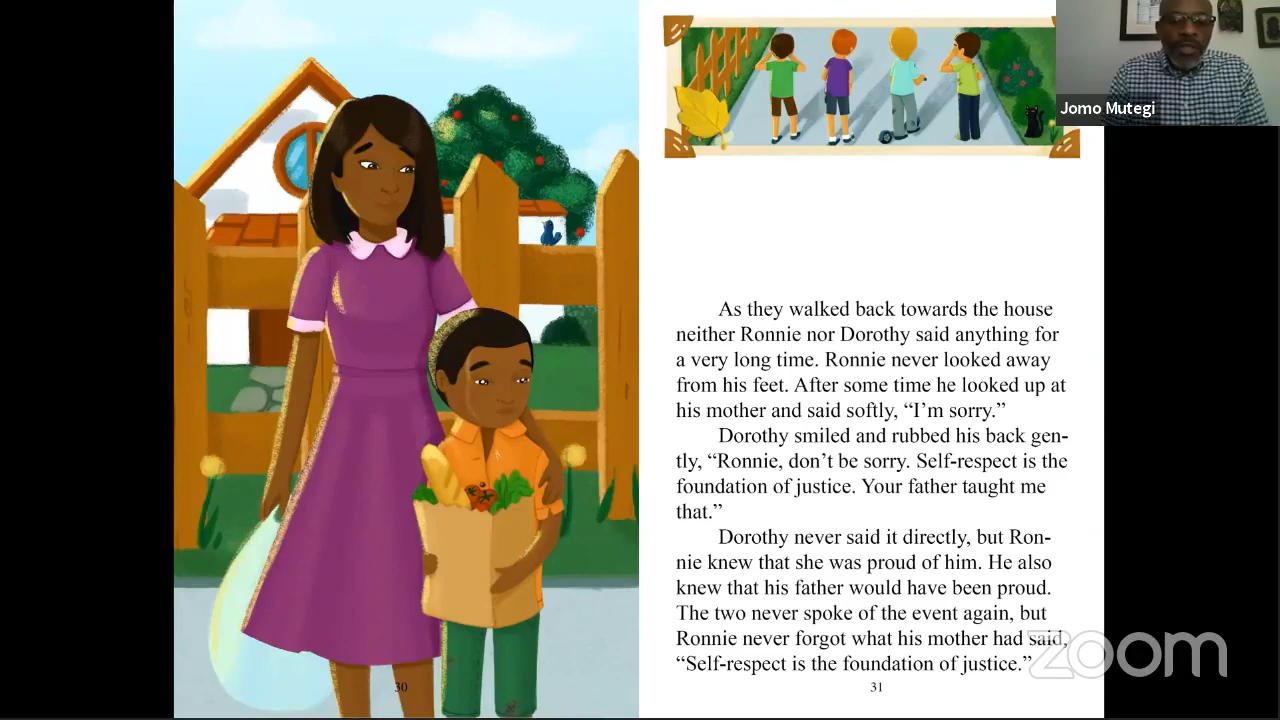 Jomo Mutegi
As they walked back towards the house
neither Ronnie nor Dorothy said anything for
a very long time. Ronnie never looked away
from his feet. After some time he looked up at
his mother and said softly, “I’m sorry.”
Dorothy smiled and rubbed his back gen-
tly, “Ronnie, don’t be sorry. Self-respect is the
foundation of justice. Your father taught me
that.”
Dorothy never said it directly, but Ron-
nie knew that she was proud of him. He also
knew that his father would have been proud.
The two never spoke of the event again, but
Ronnie never forgot what his mother had said,
“Self-respect is the foundation of justice.”
zoom
30
31